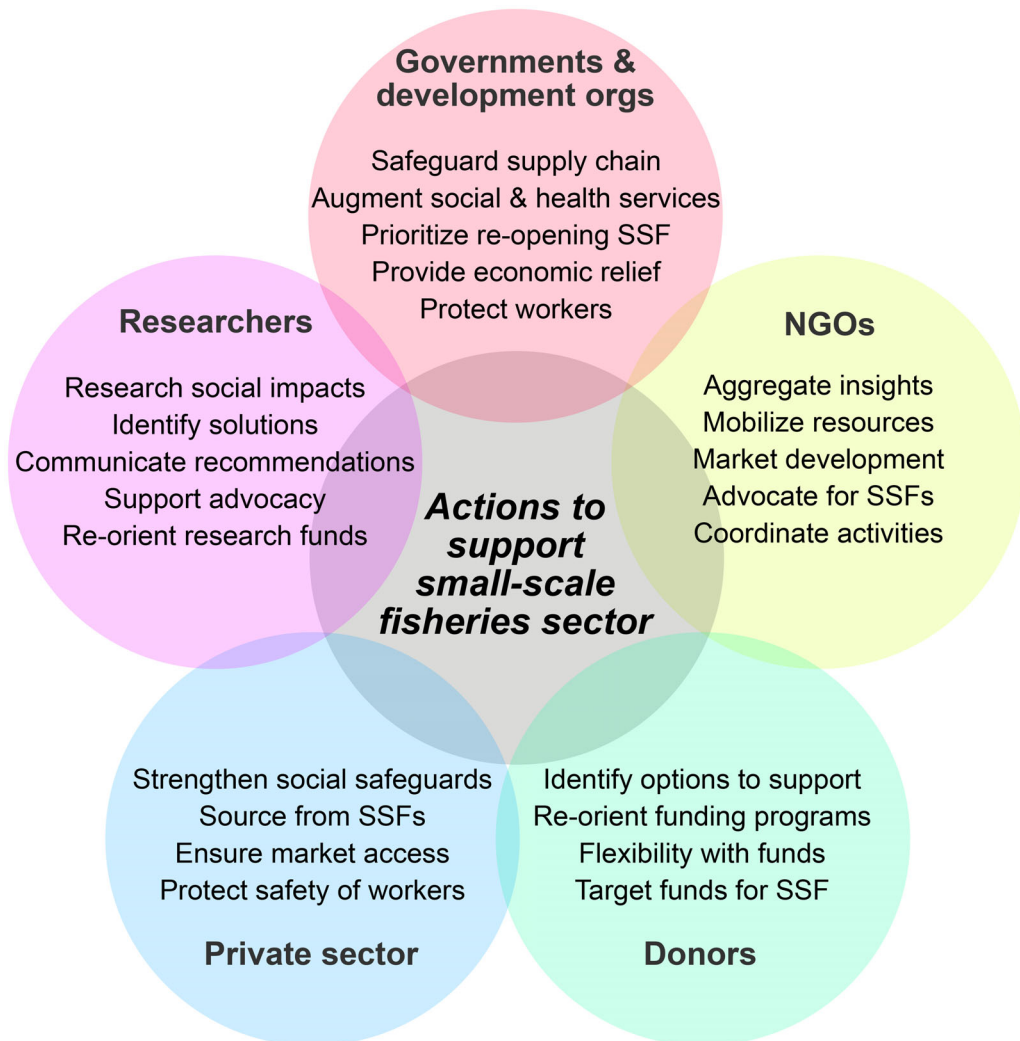 Governments &
development orgs
Safeguard supply chain
Augment social & health services
Prioritize re-opening SSF
Provide economic relief
Protect workers
Researchers
Research social impacts
Identify solutions
Communicate recommendations
Support advocacy
Re-orient research funds
NGOs
Aggregate insights
Mobilize resources
Market development
Advocate for SSFs
Coordinate activities
Actions to
support
small-scale
fisheries sector
Strengthen social safeguards
Source from SSFs
Ensure market access
Protect safety of workers
Private sector
Identify options to support
Re-orient funding programs
Flexibility with funds
Target funds for SSF
Donors